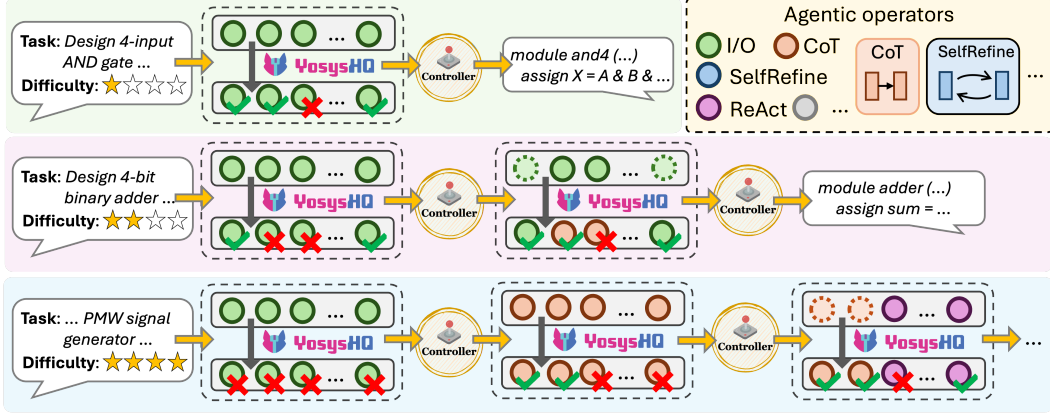 Task: Design 4-input
AND gate ...
Difficulty:
...
YosysHQ
...
Controller
module and4 (...)
assign X = A & B & ...
Agentic operators
I/O
CoT
SelfRefine
ReAct
...
CoT
SelfRefine
...
Task: Design 4-bit
binary adder ...
Difficulty:
...
YosysHQ
...
Controller
...
YosysHQ
...
Controller
module adder (...)
assign sum = ...
Task: ... PMW signal
generator ...
Difficulty:
...
YosysHQ
...
Controller
...
YosysHQ
...
Controller
...
YosysHQ
...
...